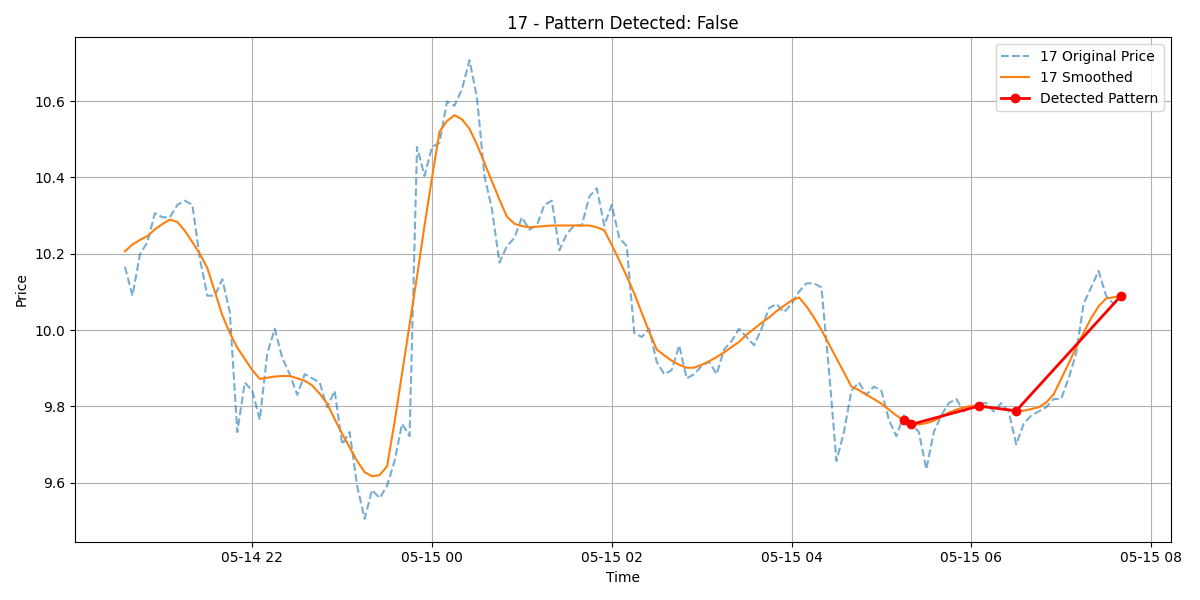 17 - Pattern Detected: False
17 Original Price
17 Smoothed
Detected Pattern
Price
10.6
10.4
10.2
10.0
9.8
9.6
05-14 22
05-15 00
05-15 02
05-15 04
05-15 06
05-15 08
Time